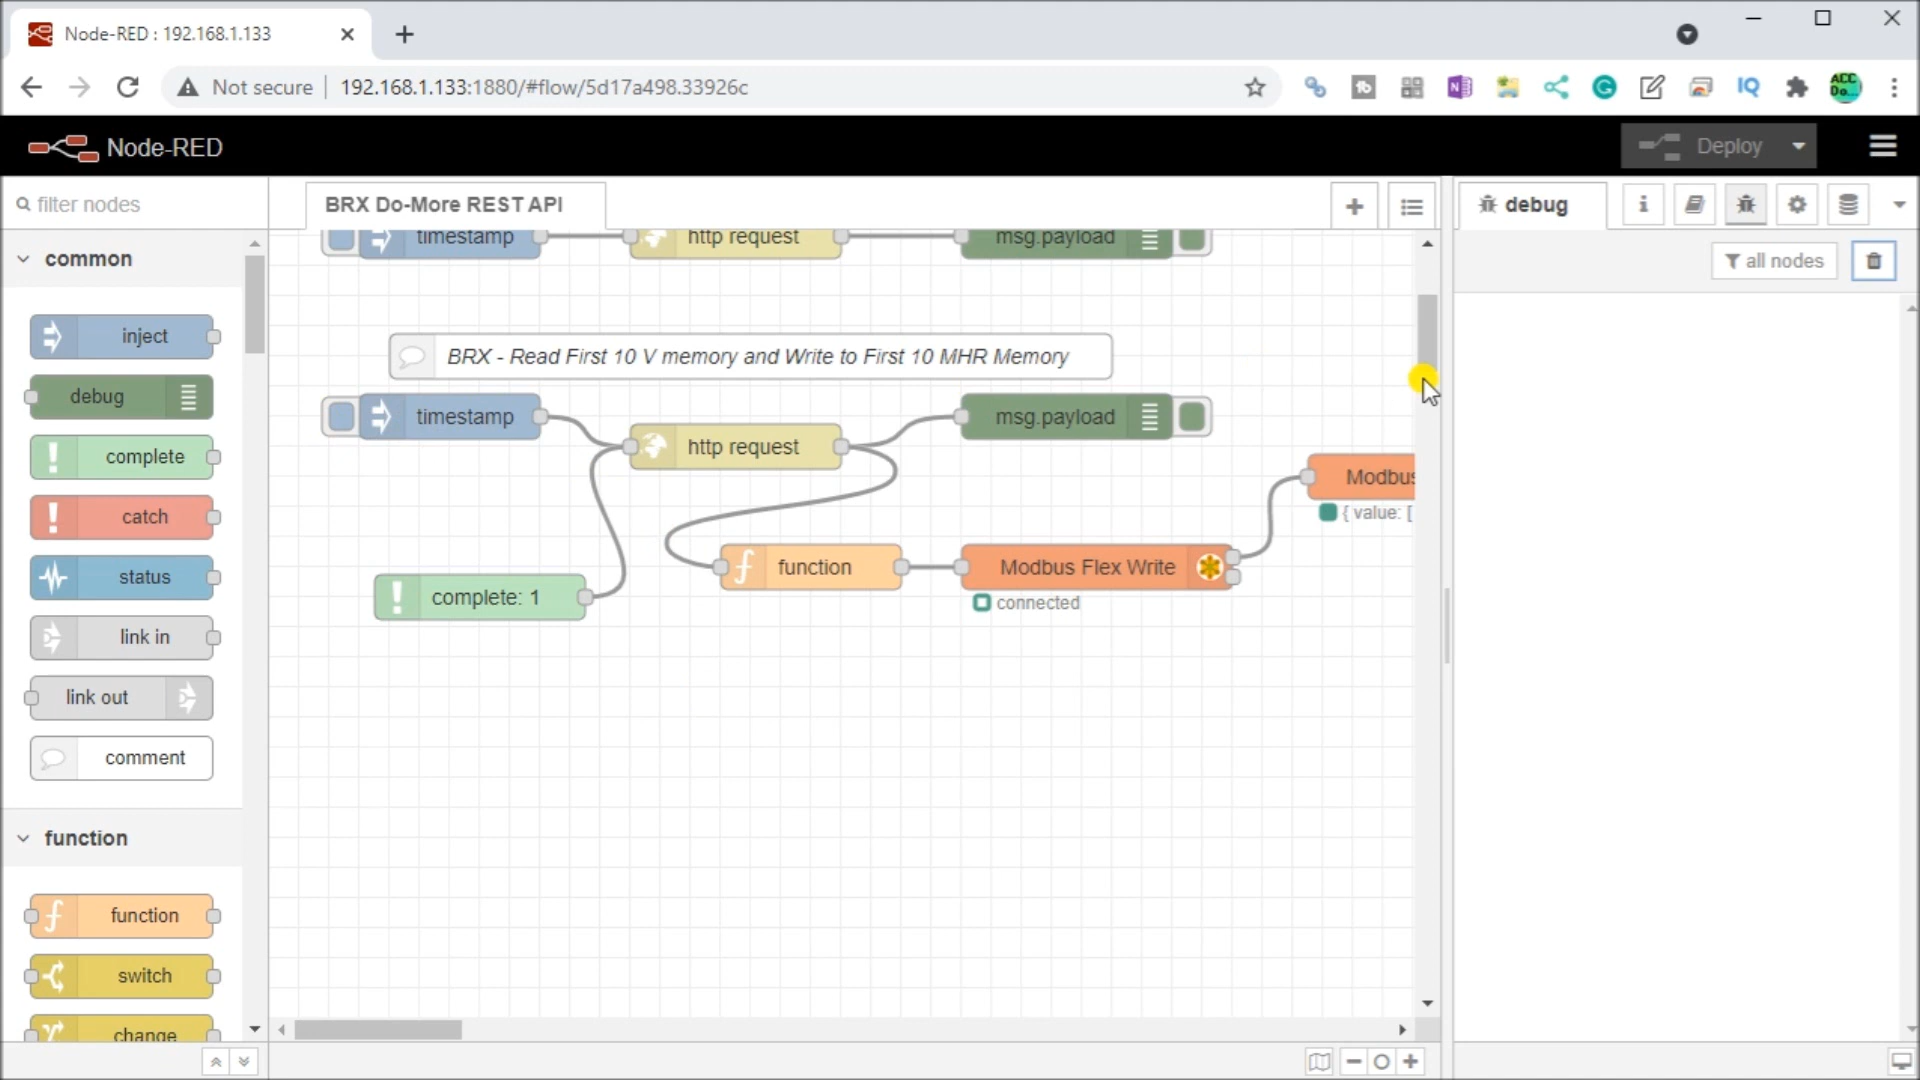 Node-RED : 192.168.1.133
Not secure
192.168.1.133:1880/#flow/5d17a498.33926c
ACC
Do...
IQ
Node-RED
Deploy
filter nodes
BRX Do-More REST API
debug
all nodes
common
inject
debug
complete
catch
status
link in
link out
comment
function
function
switch
change
timestamp
http request
msg.payload
BRX - Read First 10 V memory and Write to First 10 MHR Memory
timestamp
http request
msg.payload
Modbus
{ value: [
function
Modbus Flex Write
connected
complete: 1